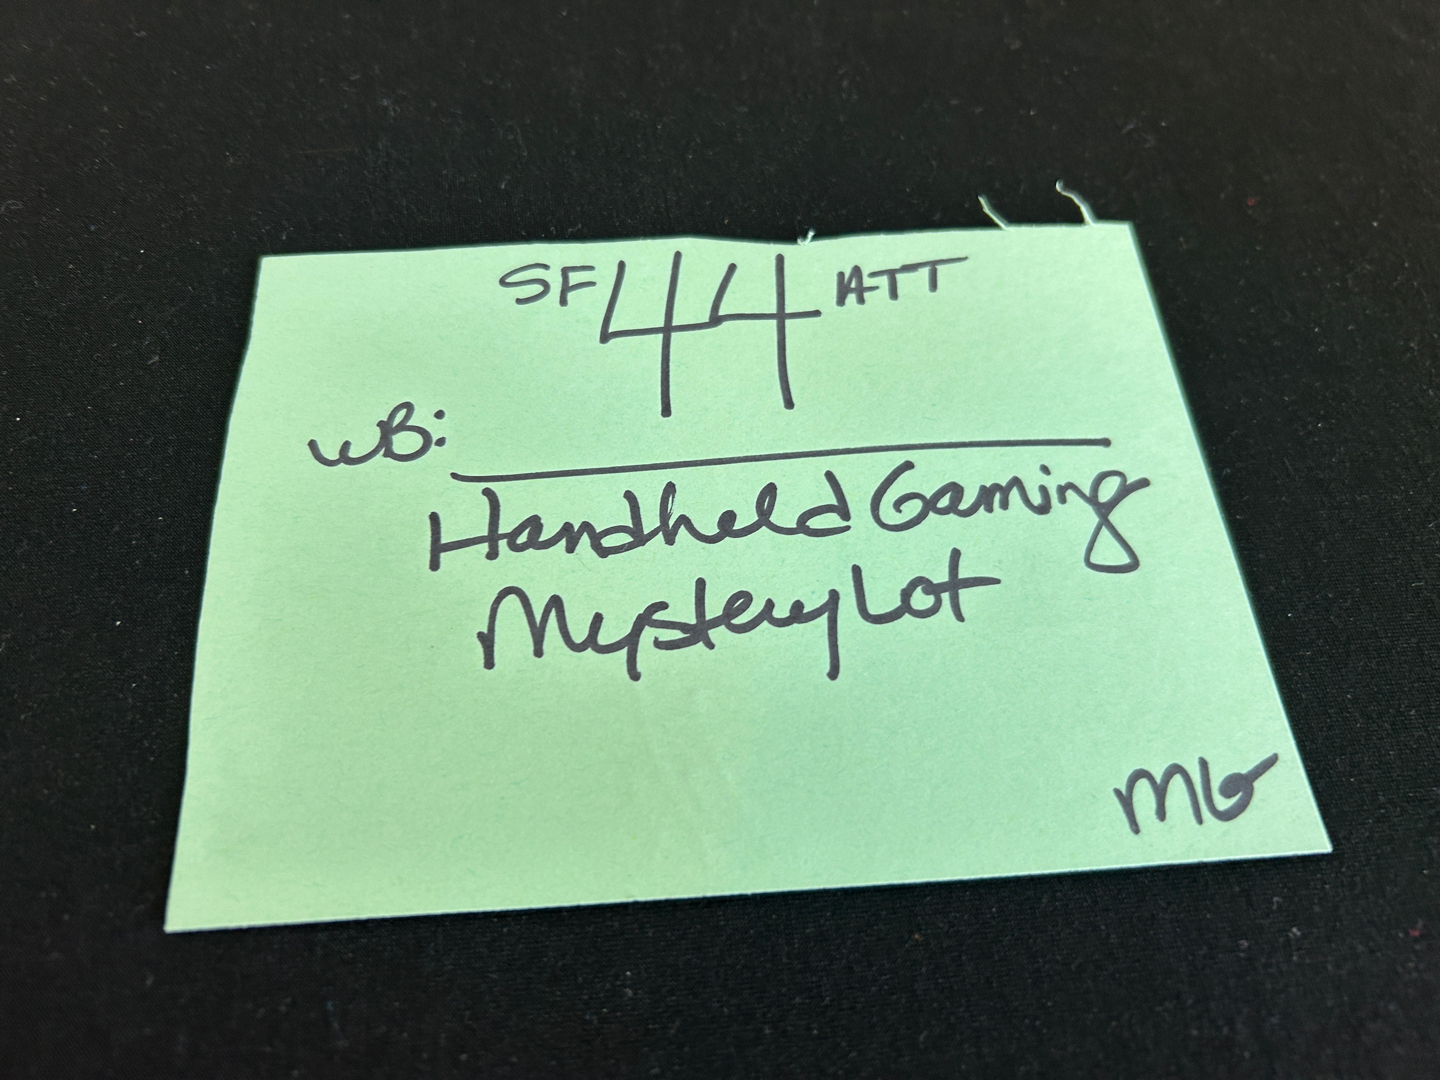 SF 44 ATT
WB:
Handheld Gaming
Mystery Lot
MG